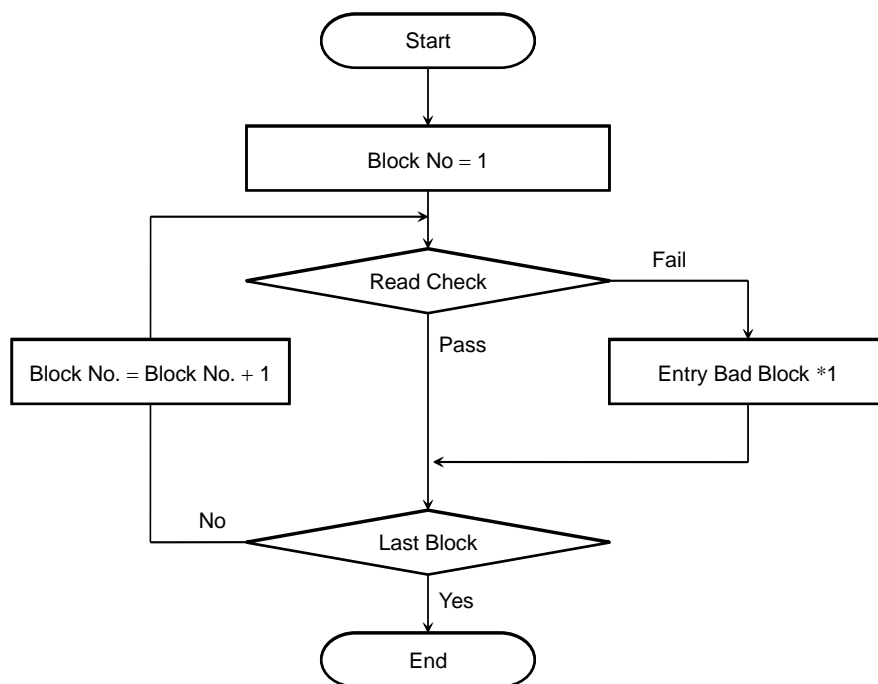 Start
Block No = 1
Read Check
Fail
Pass
Block No. = Block No. + 1
Entry Bad Block *1
No
Last Block
Yes
End